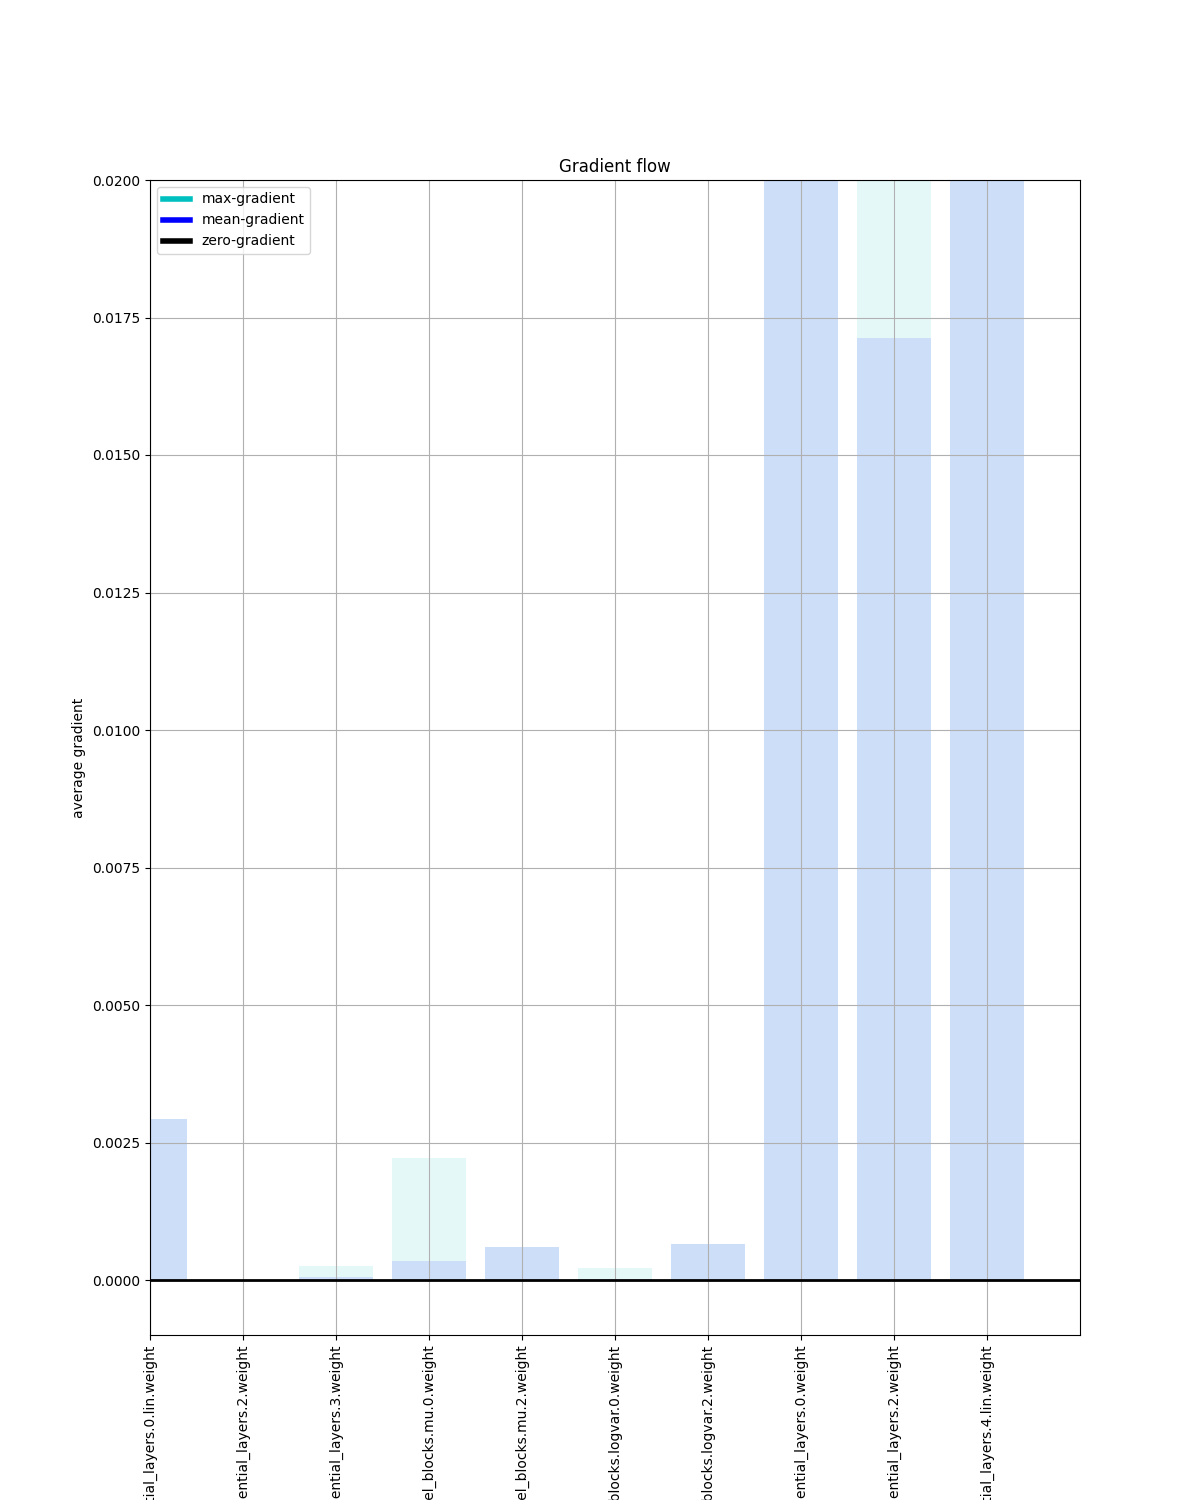 Gradient flow
max-gradient
mean-gradient
zero-gradient
0.0200
0.0175
0.0150
0.0125
0.0100
0.0075
0.0050
0.0025
0.0000
average gradient
tial_layers.0.lin.weight
ential_layers.2.weight
ential_layers.3.weight
el_blocks.mu.0.weight
el_blocks.mu.2.weight
blocks.logvar.0.weight
blocks.logvar.2.weight
ential_layers.0.weight
ential_layers.2.weight
tial_layers.4.lin.weight